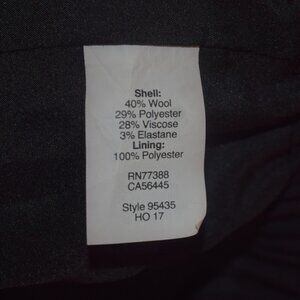 Shell:
40% Wool
29% Polyester
28% Viscose
3% Elastane
Lining:
100% Polyester
RN77388
CA56445
Style 95435
HO 17